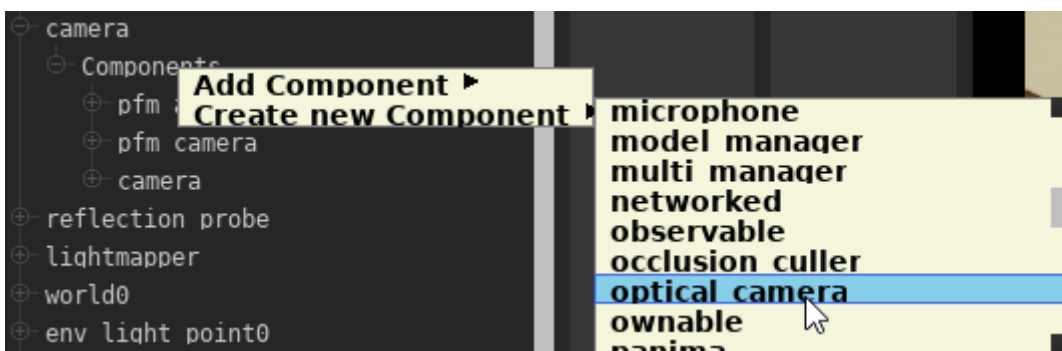 camera
Components
pfm
pfm camera
camera
reflection probe
lightmapper
world0
env light point0
Add Component
Create new Component
microphone
model manager
multi manager
networked
observable
occlusion culler
optical camera
ownable
panima